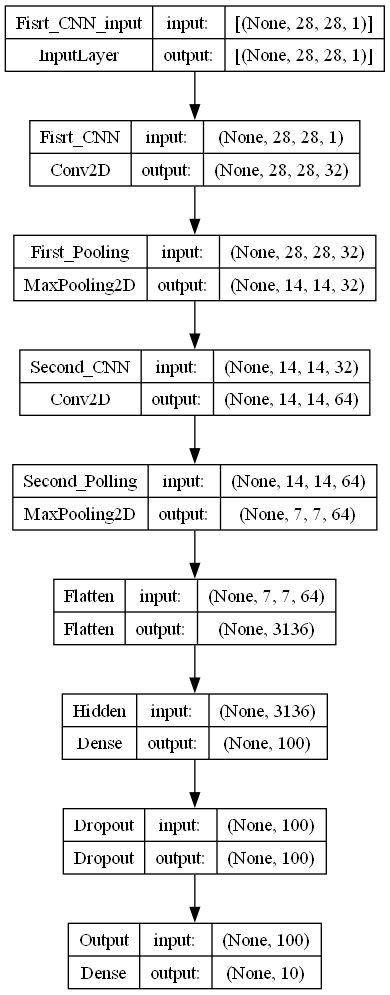 Fisrt_CNN_input input: [(None, 28, 28, 1)]
InputLayer output: [(None, 28, 28, 1)]
Fisrt_CNN input: (None, 28, 28, 1)
Conv2D output: (None, 28, 28, 32)
First_Pooling input: (None, 28, 28, 32)
MaxPooling2D output: (None, 14, 14, 32)
Second_CNN input: (None, 14, 14, 32)
Conv2D output: (None, 14, 14, 64)
Second_Polling input: (None, 14, 14, 64)
MaxPooling2D output: (None, 7, 7, 64)
Flatten input: (None, 7, 7, 64)
Flatten output: (None, 3136)
Hidden input: (None, 3136)
Dense output: (None, 100)
Dropout input: (None, 100)
Dropout output: (None, 100)
Output input: (None, 100)
Dense output: (None, 10)